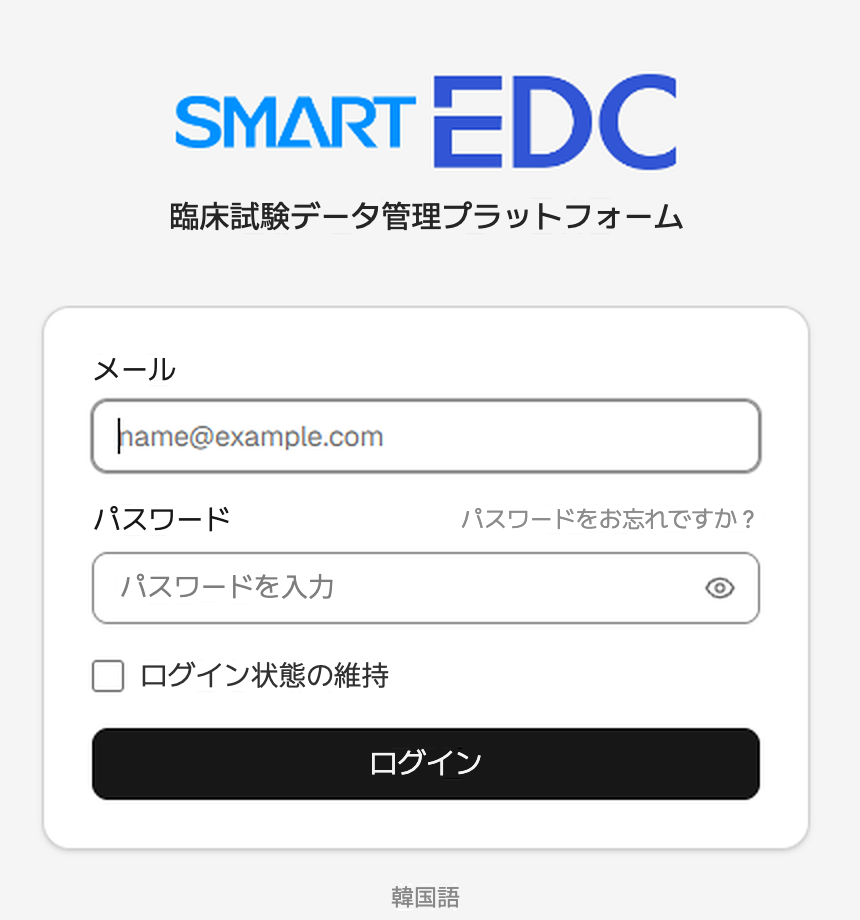 SMART EDC
臨床試験データ管理プラットフォーム
メール
name@example.com
パスワード
パスワードをお忘れですか？
パスワードを入力
ログイン状態の維持
ログイン
韓国語